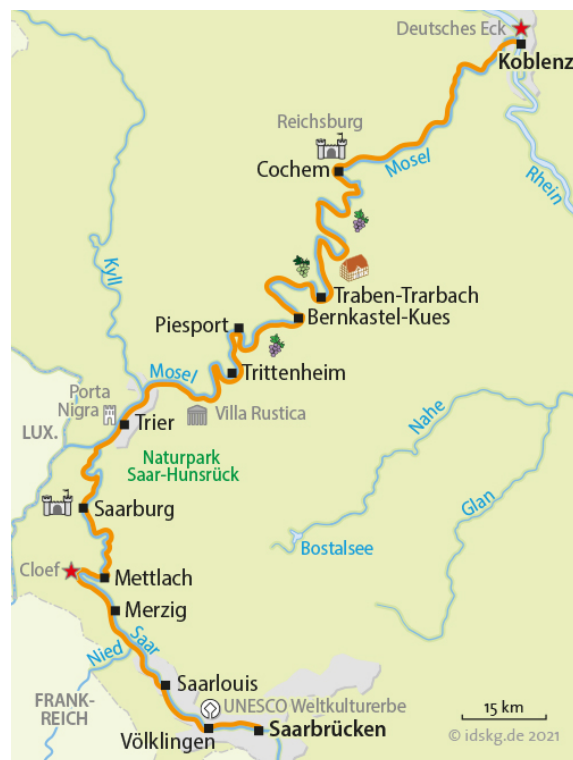 Deutsches Eck
Koblenz
Reichsburg
Cochem
Mosel
Rhein
Kyll
Traben-Trarbach
Bernkastel-Kues
Piesport
Mosel
Trittenheim
Porta
Nigra
Villa Rustica
Trier
LUX.
Nahe
Naturpark
Saar-Hunsrück
Glan
Saarburg
Bostalsee
Cloef
Mettlach
Merzig
Saar
Nied
Saarlouis
FRANK-
REICH
UNESCO Weltkulturerbe
15 km
Völklingen
Saarbrücken
© idskg.de 2021